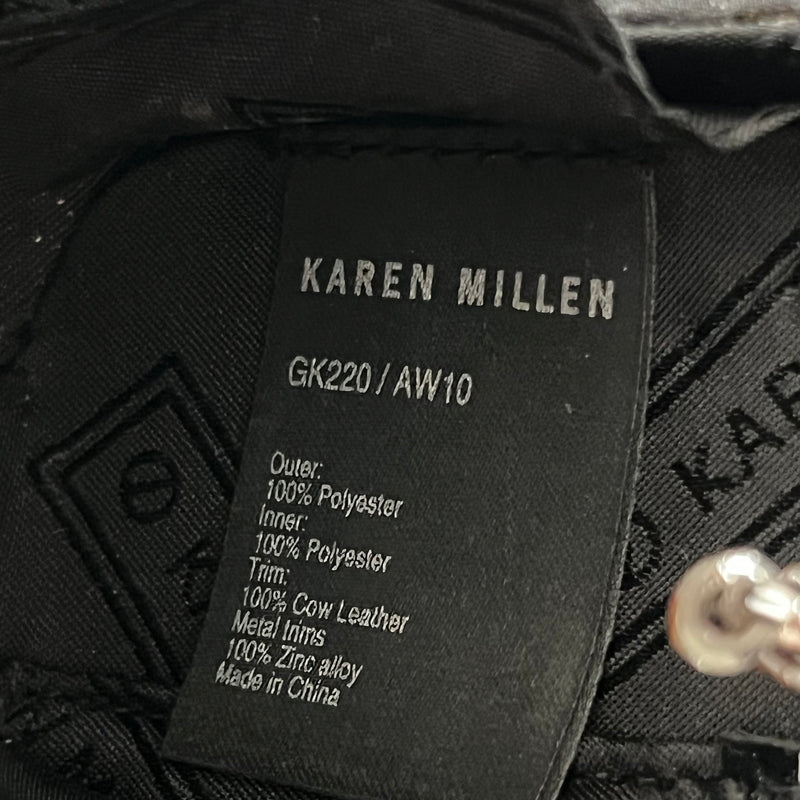 KAREN MILLEN
GK220 / AW10
Outer:
100% Polyester
Inner:
100% Polyester
Trim:
100% Cow Leather
Metal trims
100% Zinc alloy
Made in China
KAR